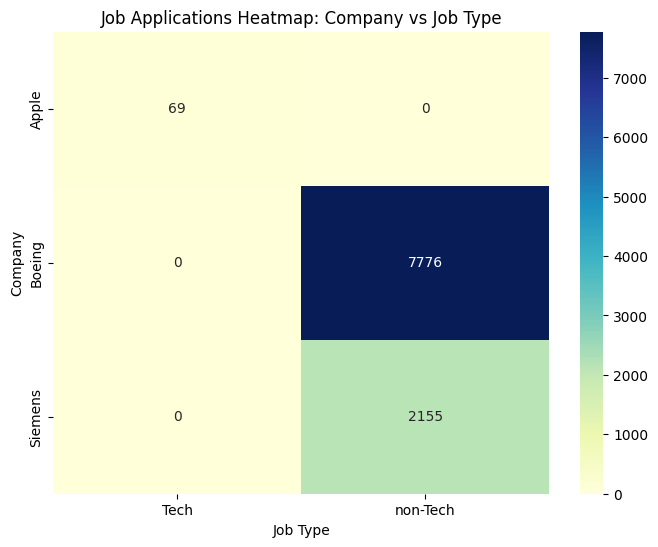 Job Applications Heatmap: Company vs Job Type
Company
Apple
69
0
Boeing
0
7776
Siemens
0
2155
Tech
non-Tech
Job Type
7000
6000
5000
4000
3000
2000
1000
0